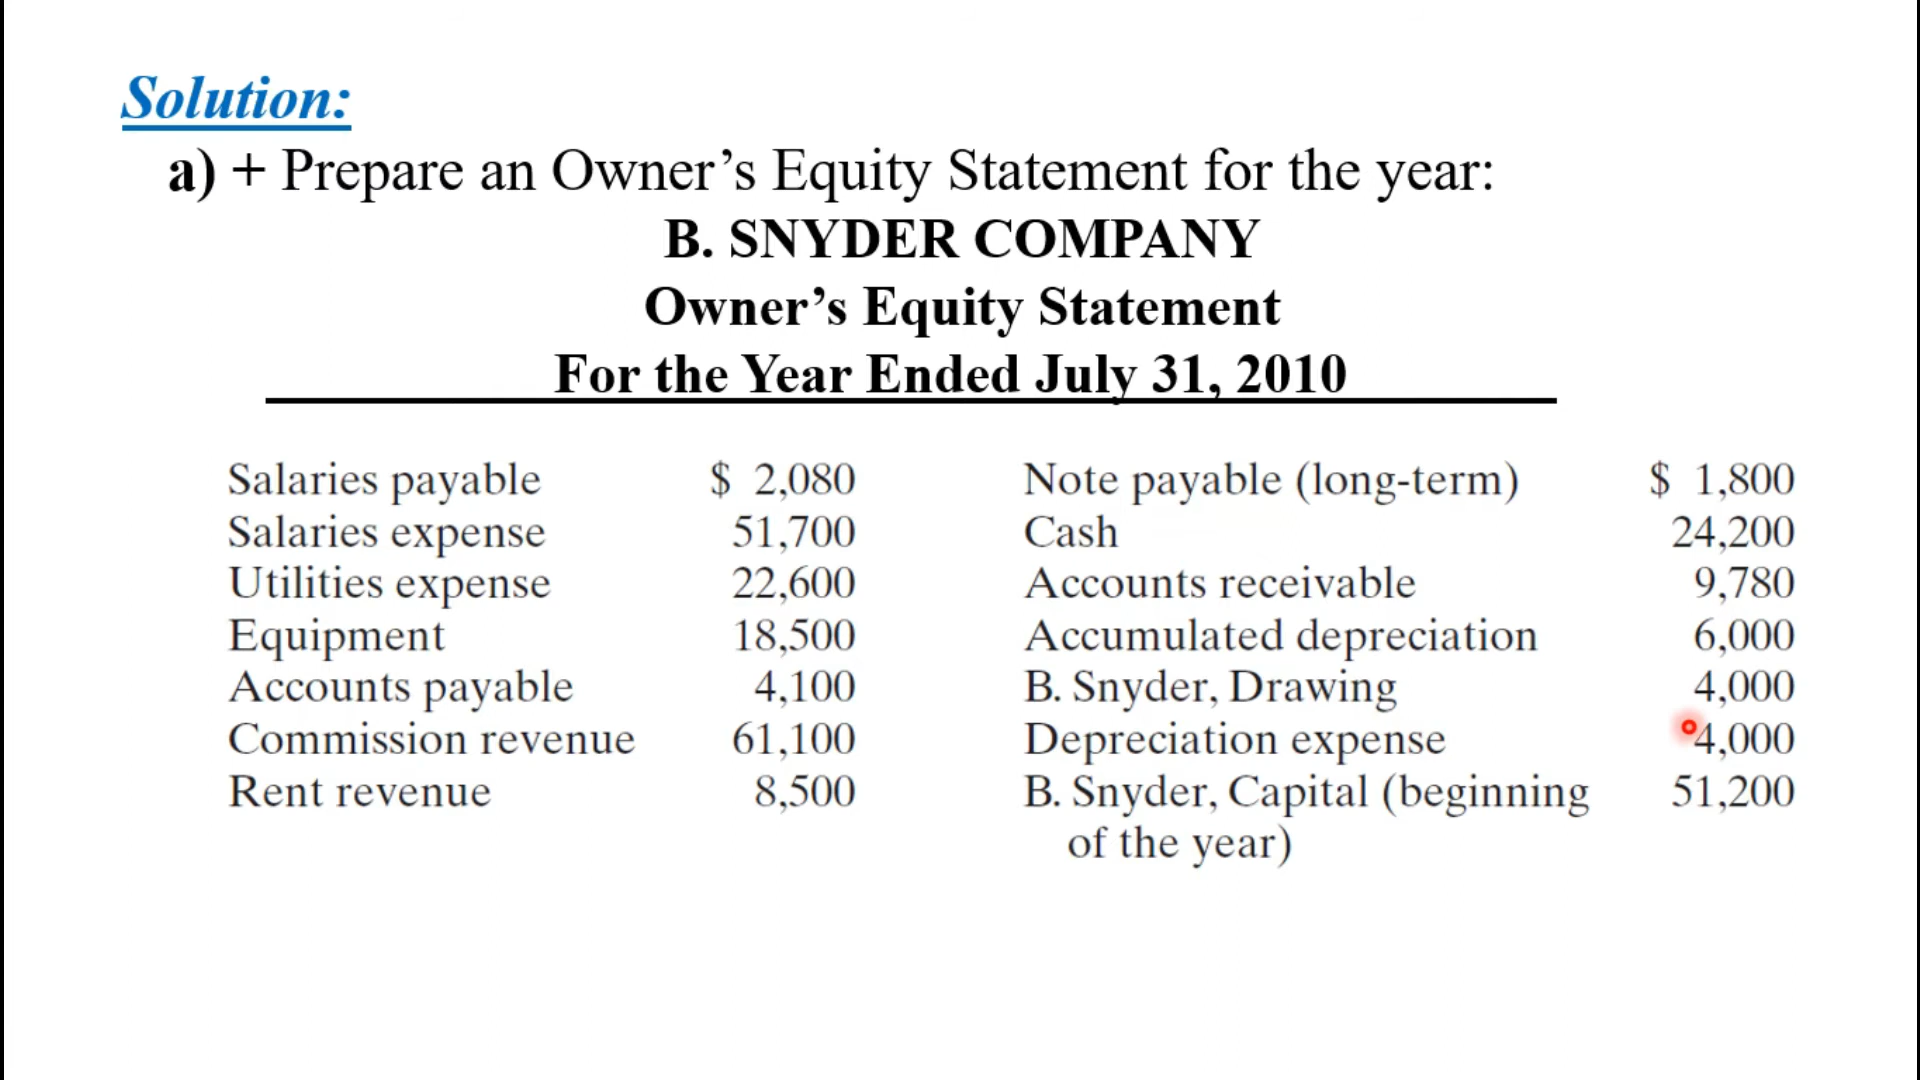 Solution:
a) + Prepare an Owner’s Equity Statement for the year:
B. SNYDER COMPANY
Owner’s Equity Statement
For the Year Ended July 31, 2010
Salaries payable $ 2,080 Note payable (long-term) $ 1,800
Salaries expense 51,700 Cash 24,200
Utilities expense 22,600 Accounts receivable 9,780
Equipment 18,500 Accumulated depreciation 6,000
Accounts payable 4,100 B. Snyder, Drawing 4,000
Commission revenue 61,100 Depreciation expense 4,000
Rent revenue 8,500 B. Snyder, Capital (beginning 51,200
of the year)